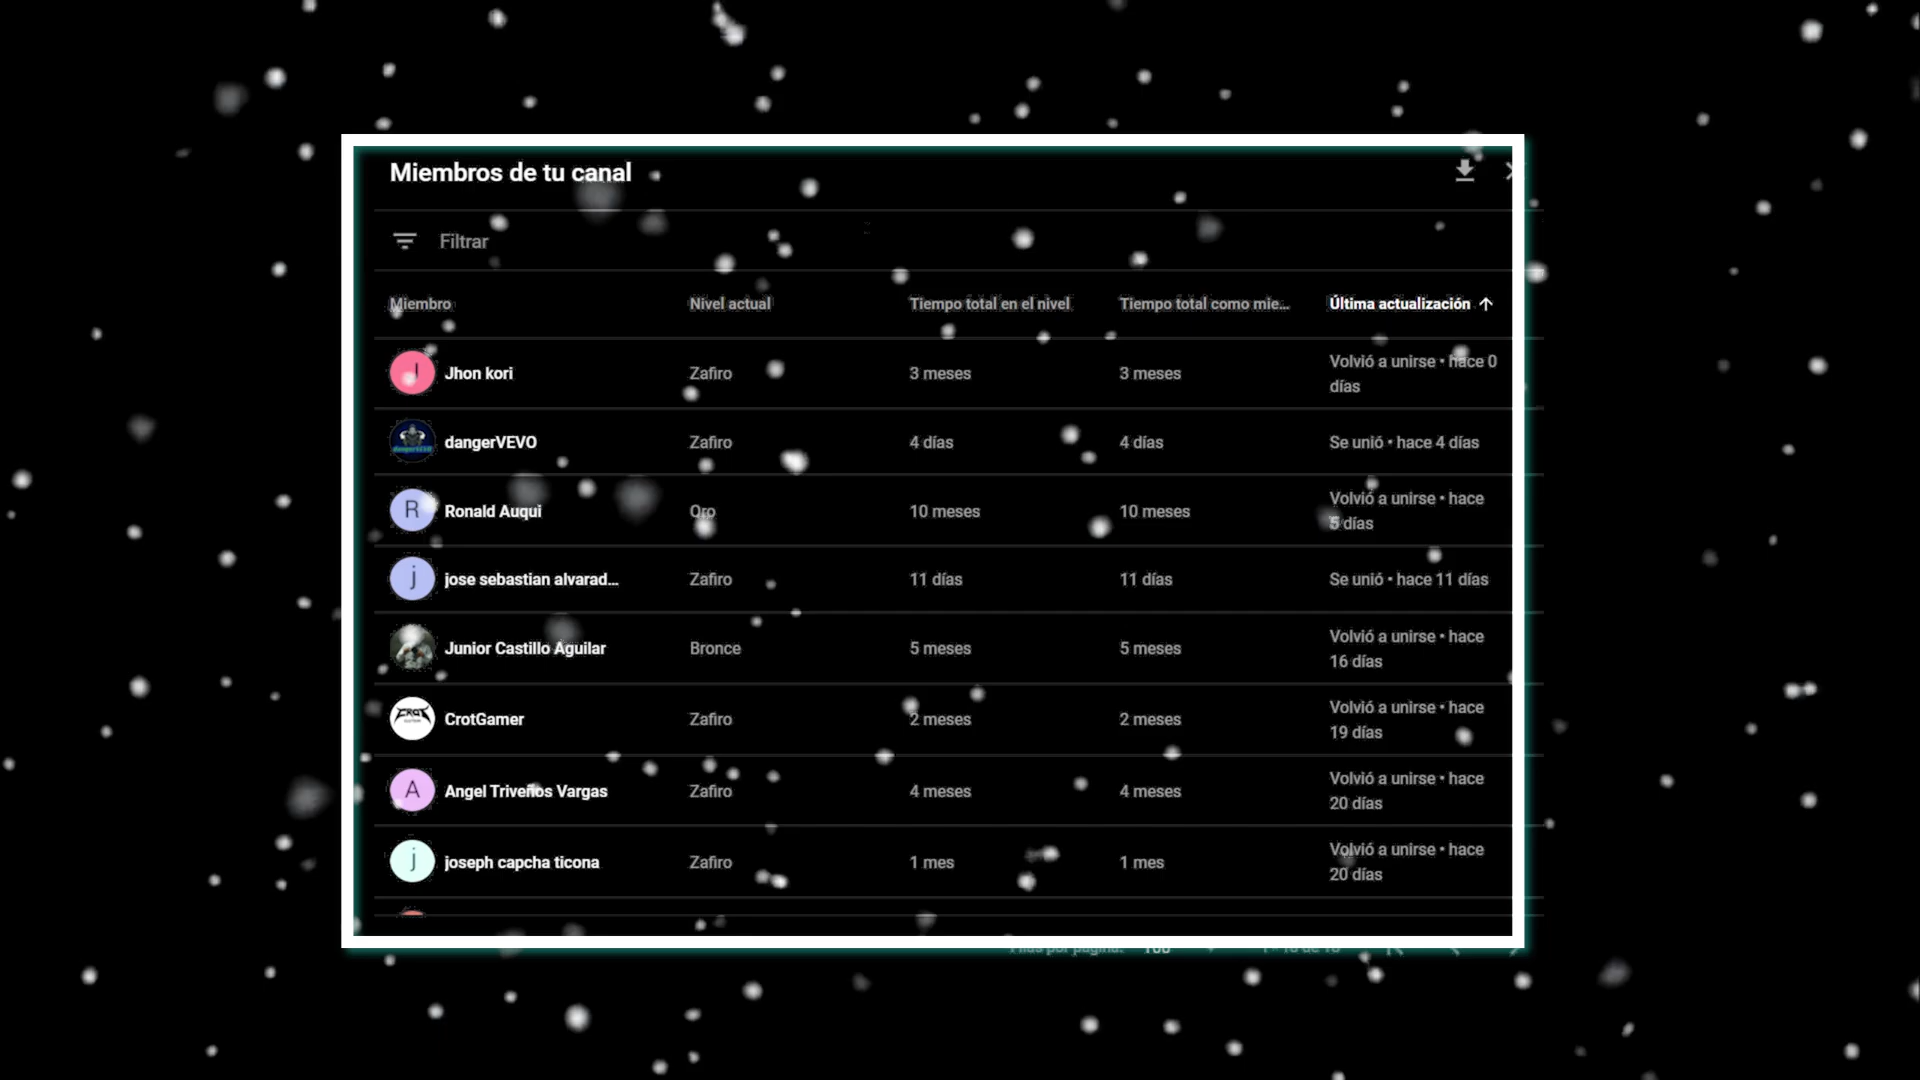 Miembros de tu canal
Filtrar
Miembro Nivel actual Tiempo total en el nivel Tiempo total como mie... Última actualización
Jhon kori Zafiro 3 meses 3 meses Volvió a unirse • hace 0
días
dangerVEVO Zafiro 4 días 4 días Se unió • hace 4 días
R Ronald Auqui Oro 10 meses 10 meses Volvió a unirse • hace
5 días
j jose sebastian alvarad... Zafiro 11 días 11 días Se unió • hace 11 días
Junior Castillo Aguilar Bronce 5 meses 5 meses Volvió a unirse • hace
16 días
CROT CrotGamer Zafiro 2 meses 2 meses Volvió a unirse • hace
19 días
A Angel Triveños Vargas Zafiro 4 meses 4 meses Volvió a unirse • hace
20 días
j joseph capcha ticona Zafiro 1 mes 1 mes Volvió a unirse • hace
20 días